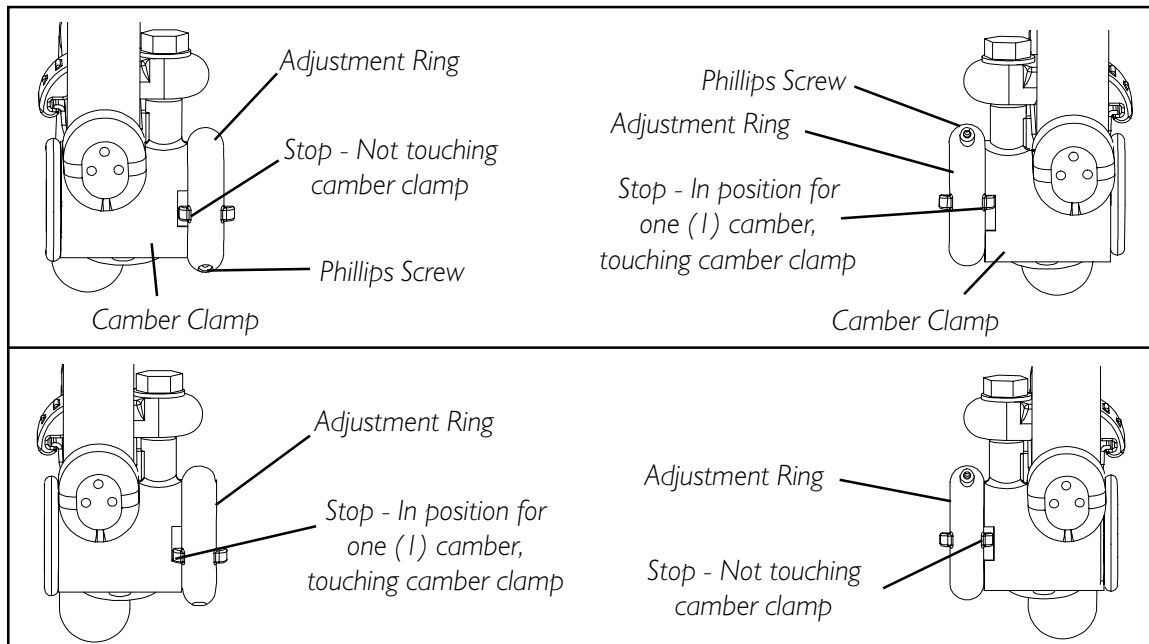 Adjustment Ring
Stop - Not touching
camber clamp
Phillips Screw
Camber Clamp
Phillips Screw
Adjustment Ring
Stop - In position for
one (1) camber,
touching camber clamp
Camber Clamp
Adjustment Ring
Stop - In position for
one (1) camber,
touching camber clamp
Adjustment Ring
Stop - Not touching
camber clamp